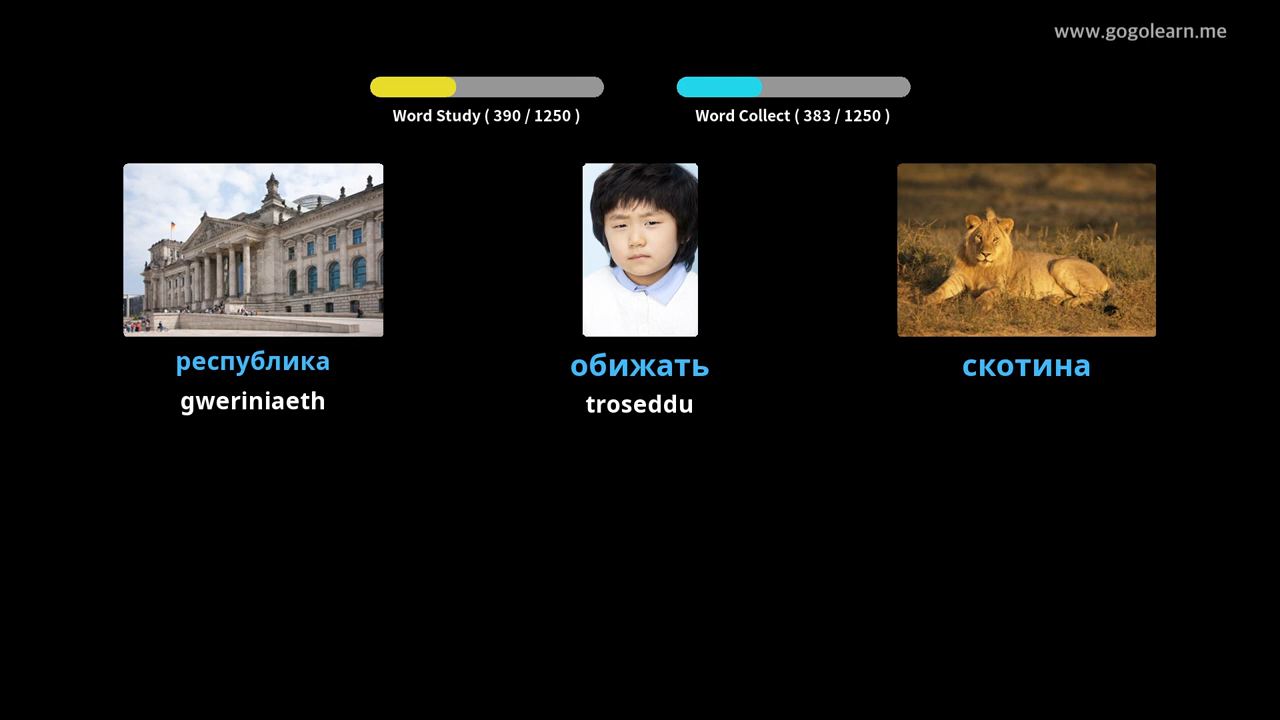 www.gogolearn.me
Word Study ( 390 / 1250 )
Word Collect ( 383 / 1250 )
республика
обижать
скотина
gweriniaeth
troseddu